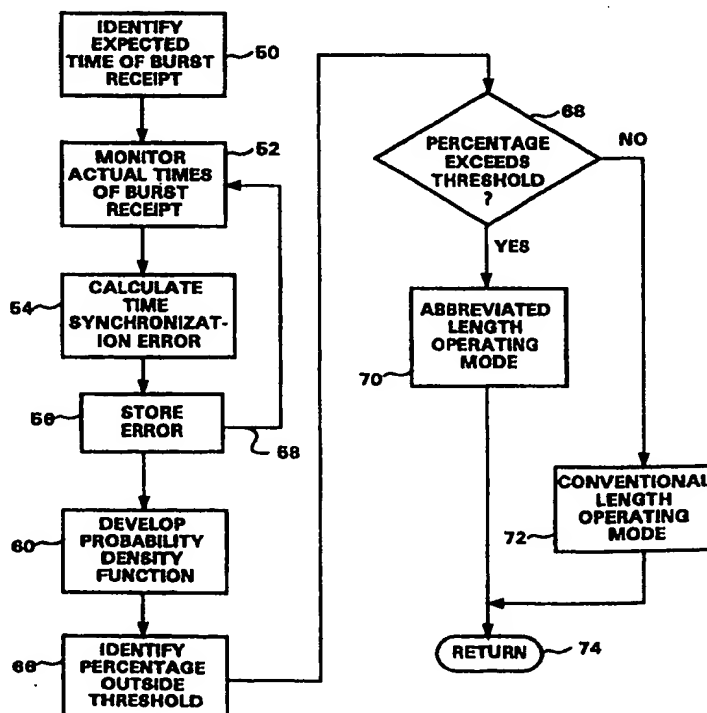 IDENTIFY
EXPECTED
TIME OF BURST
RECEIPT
50
MONITOR
ACTUAL TIMES
OF BURST
RECEIPT
52
CALCULATE
TIME
SYNCHRONIZAT-
ION ERROR
54
STORE
ERROR
56
58
DEVELOP
PROBABILITY
DENSITY
FUNCTION
60
IDENTIFY
PERCENTAGE
OUTSIDE
THRESHOLD
66
PERCENTAGE
EXCEEDS
THRESHOLD
?
68
NO
YES
ABBREVIATED
LENGTH
OPERATING
MODE
70
CONVENTIONAL
LENGTH
OPERATING
MODE
72
RETURN
74